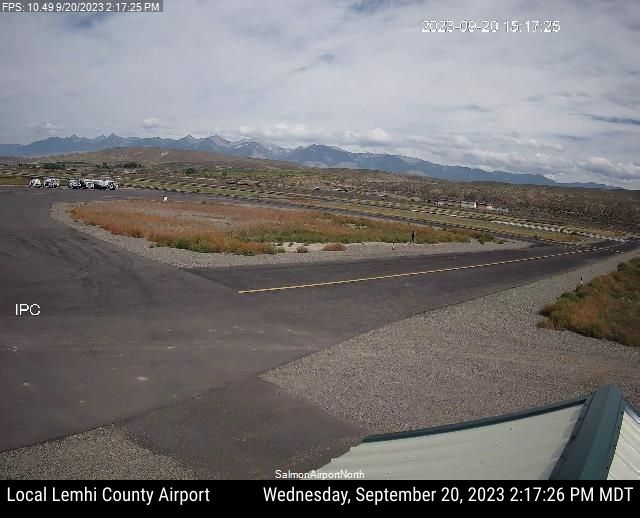 FPS: 10.49 9/20/2023 2:17:25 PM
2023-09-20 15:17:25
IPC
SalmonAirportNorth
Local Lemhi County Airport
Wednesday, September 20, 2023 2:17:26 PM MDT